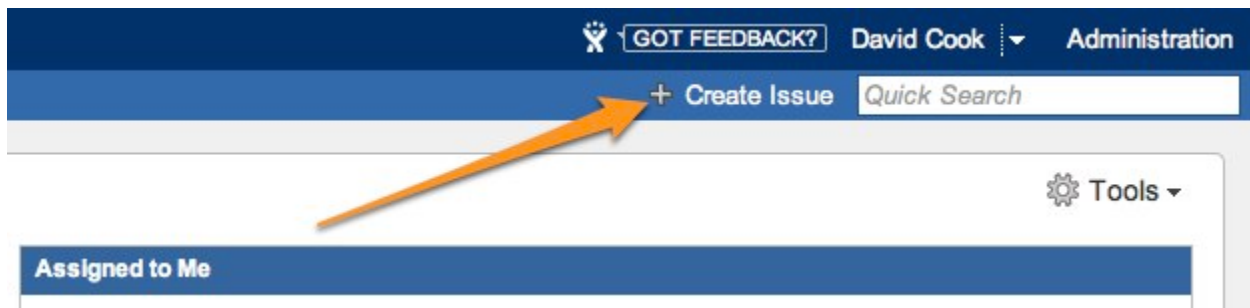 GOT FEEDBACK? David Cook Administration
+ Create Issue Quick Search
Tools
Assigned to Me